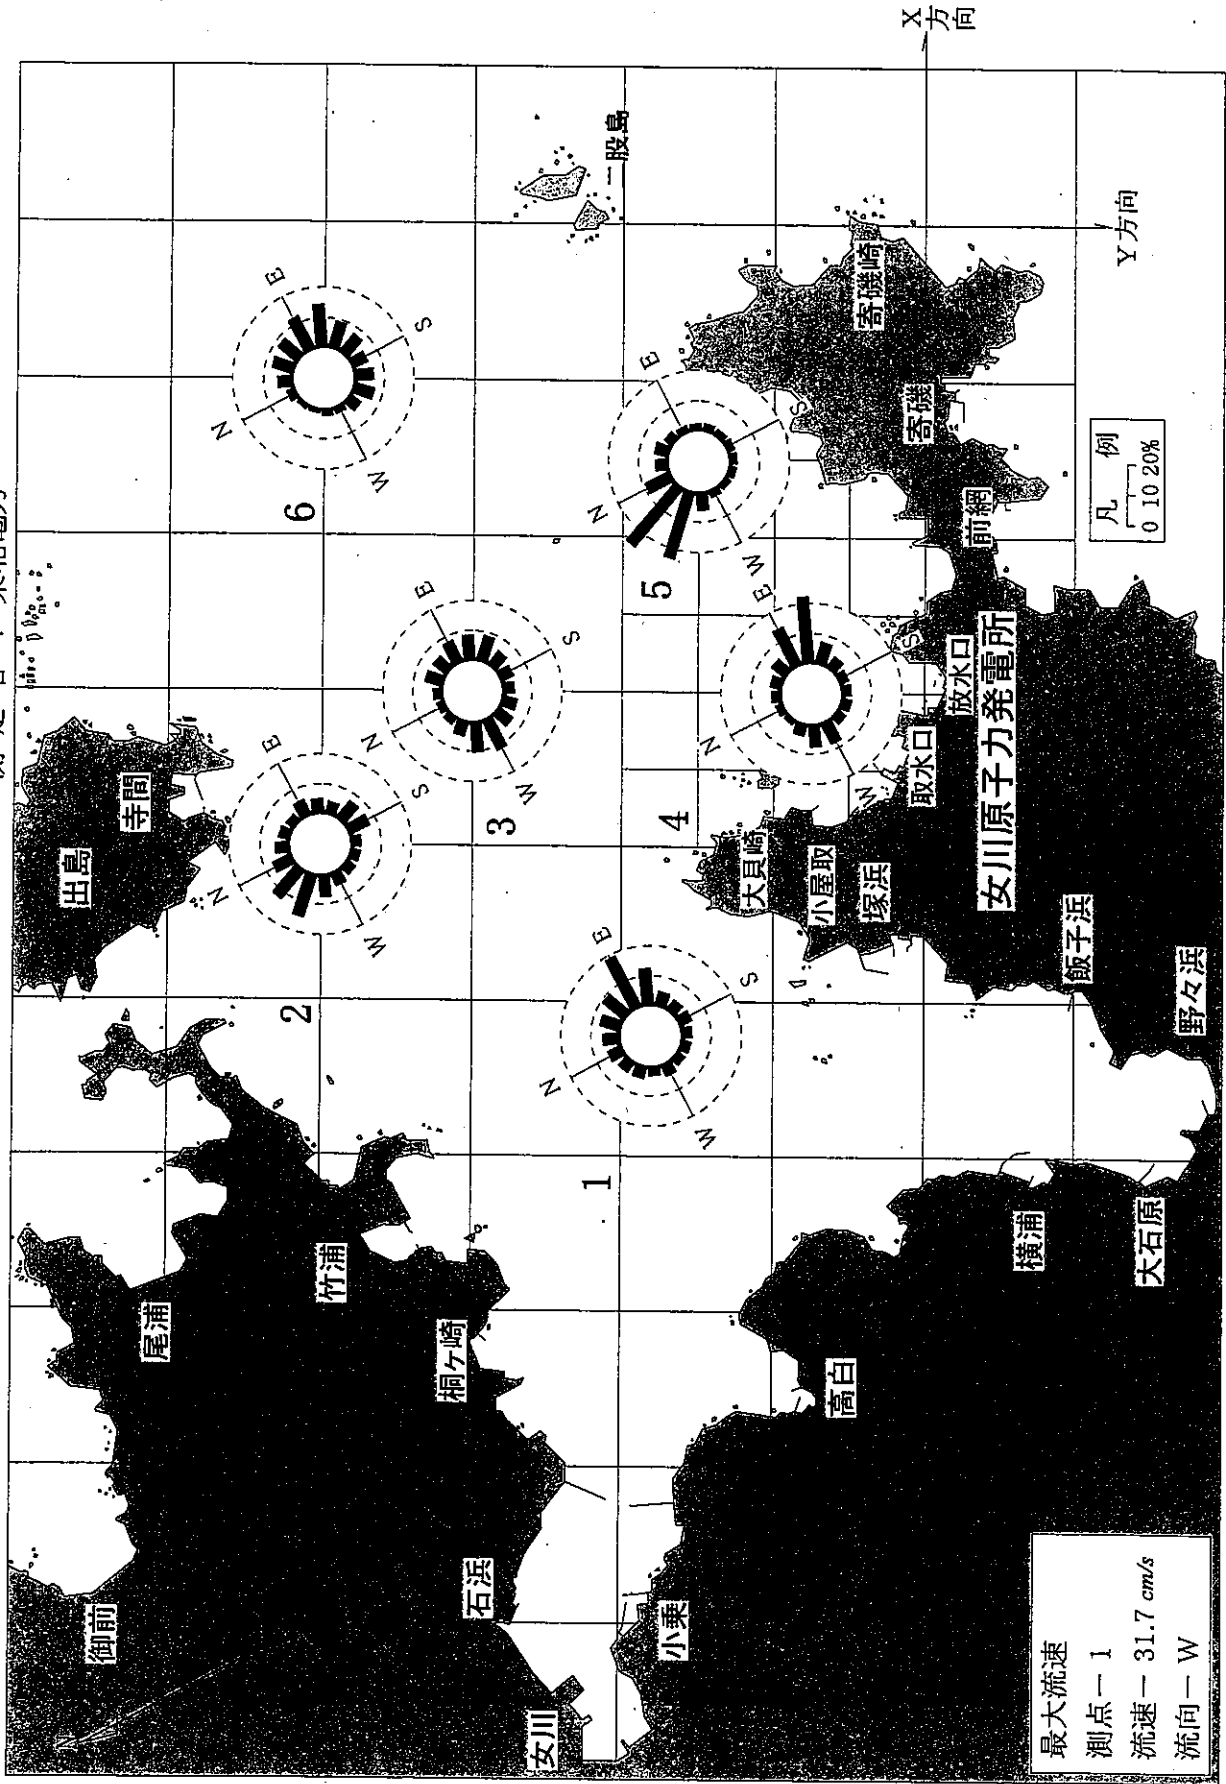 御前
尾浦
竹浦
桐ケ崎
石浜
女川
小乗
高白
横浦
大石原
野々浜
飯子浜
塚浜
小屋取
大貝崎
取水口
放水口
女川原子力発電所
前網
寄磯
寄磯崎
二股島
出島
寺間
1
N
E
S
W
2
N
E
S
W
3
N
E
S
W
4
N
E
S
W
5
N
E
S
W
6
N
E
S
W
X方向
Y方向
凡 例
0 10 20%
最大流速
測点－1
流速－31.7 cm/s
流向－W